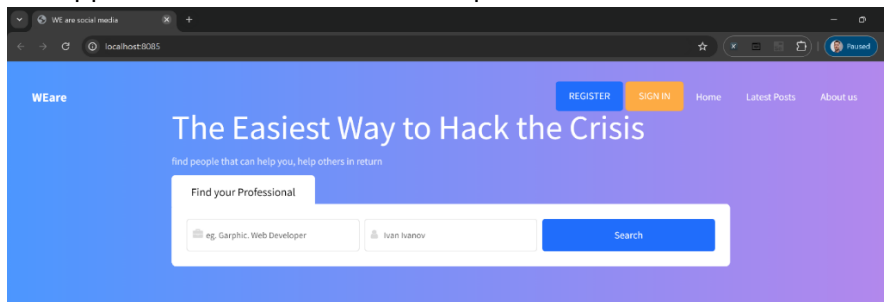 WE are social media
localhost:8085
Paused
WEare
REGISTER SIGN IN Home Latest Posts About us
The Easiest Way to Hack the Crisis
find people that can help you, help others in return
Find your Professional
eg. Garphic. Web Developer Ivan Ivanov Search